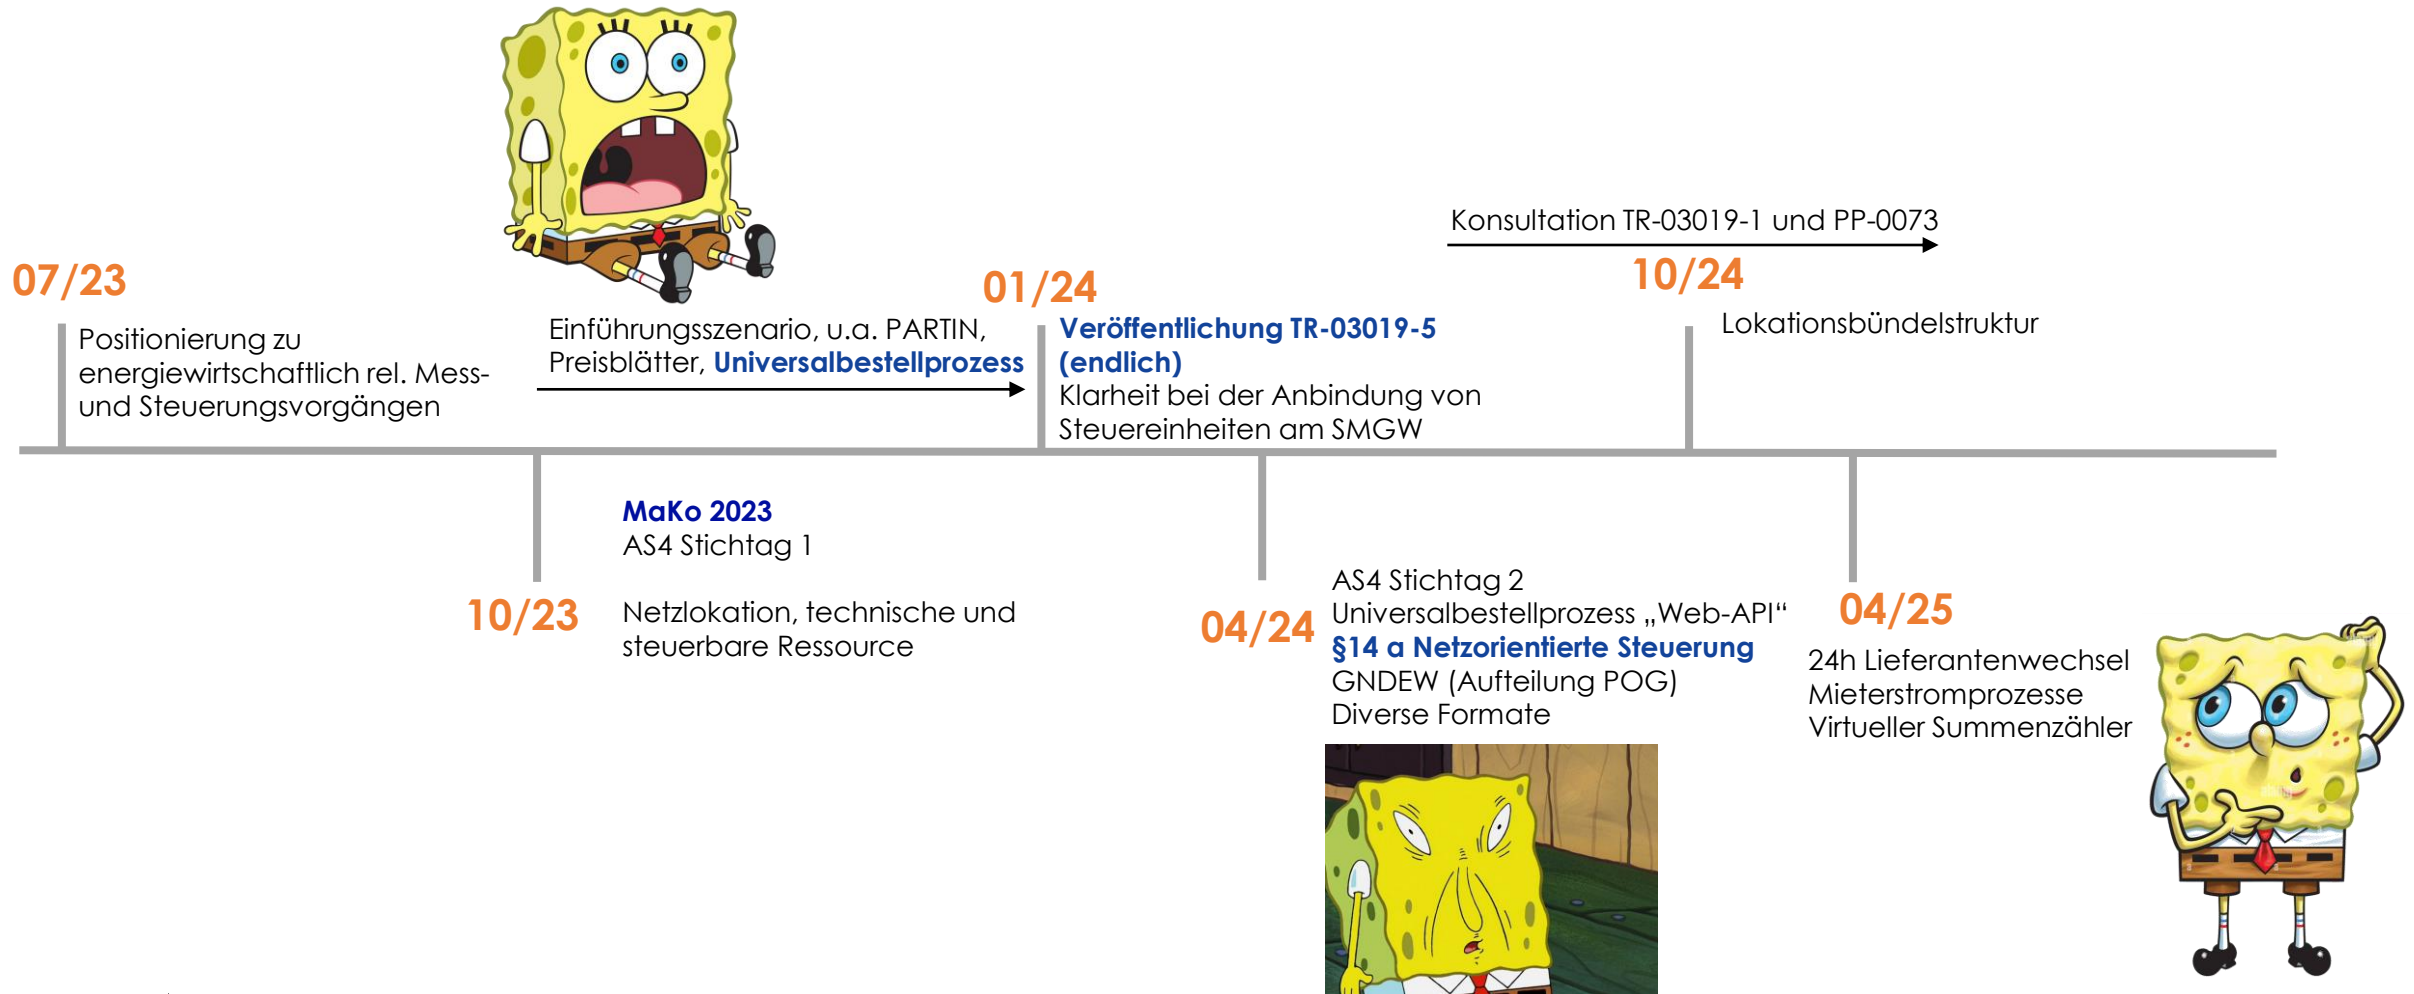 07/23
Positionierung zu
energiewirtschaftlich rel. Mess-
und Steuerungsvorgängen
Einführungsszenario, u.a. PARTIN,
Preisblätter, Universalbestellprozess
01/24
Veröffentlichung TR-03019-5
(endlich)
Klarheit bei der Anbindung von
Steuereinheiten am SMGW
Konsultation TR-03019-1 und PP-0073
10/24
Lokationsbündelstruktur
10/23
MaKo 2023
AS4 Stichtag 1
Netzlokation, technische und
steuerbare Ressource
04/24
AS4 Stichtag 2
Universalbestellprozess „Web-API“
§14 a Netzorientierte Steuerung
GNDEW (Aufteilung POG)
Diverse Formate
04/25
24h Lieferantenwechsel
Mieterstromprozesse
Virtueller Summenzähler